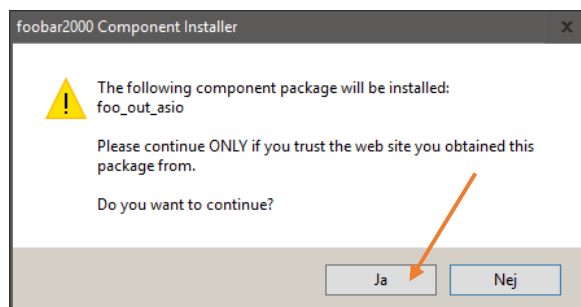 foobar2000 Component Installer
The following component package will be installed:
foo_out_asio
Please continue ONLY if you trust the web site you obtained this
package from.
Do you want to continue?
Ja
Nej